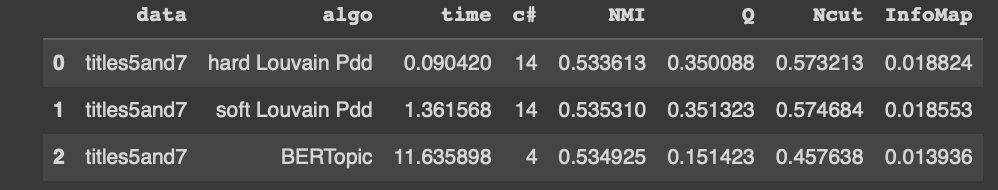 data algo time c# NMI Q Ncut InfoMap
0 titles5and7 hard Louvain Pdd 0.090420 14 0.533613 0.350088 0.573213 0.018824
1 titles5and7 soft Louvain Pdd 1.361568 14 0.535310 0.351323 0.574684 0.018553
2 titles5and7 BERTopic 11.635898 4 0.534925 0.151423 0.457638 0.013936